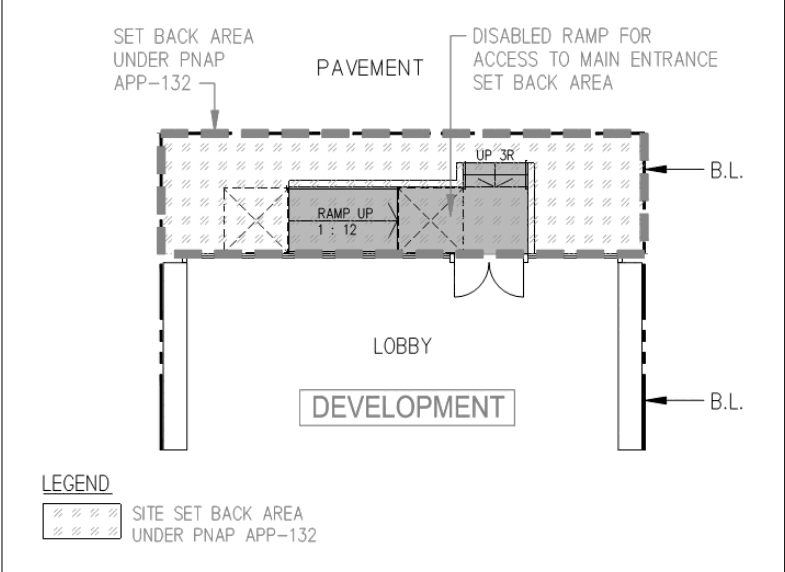 SET BACK AREA
UNDER PNAP
APP-132
PAVEMENT
DISABLED RAMP FOR
ACCESS TO MAIN ENTRANCE
SET BACK AREA
UP 3R
B.L.
RAMP UP
1 : 12
LOBBY
DEVELOPMENT
B.L.
LEGEND
SITE SET BACK AREA
UNDER PNAP APP-132